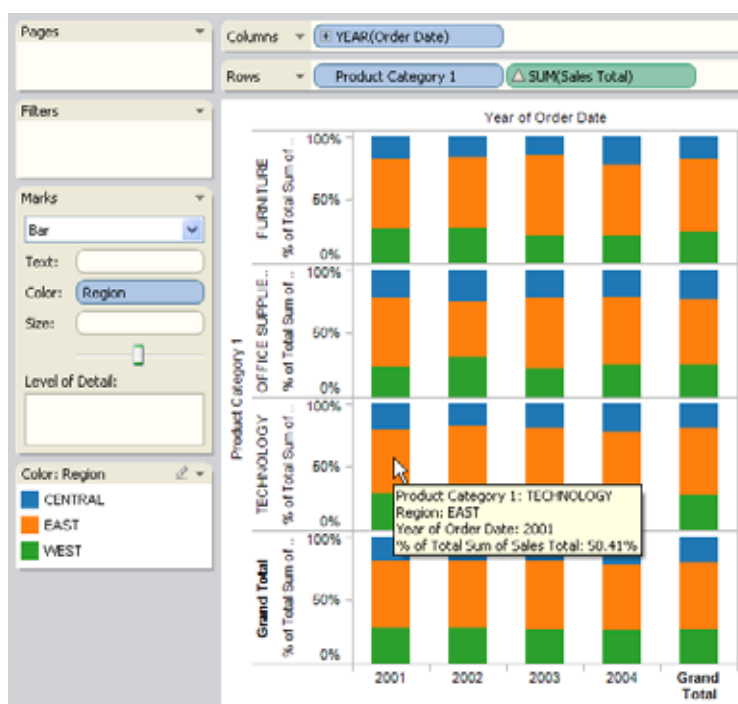 Pages
Columns
YEAR(Order Date)
Rows
Product Category 1
SUM(Sales Total)
Filters
Marks
Bar
Text:
Color:
Region
Size:
Level of Detail:
Color: Region
CENTRAL
EAST
WEST
Year of Order Date
Product Category 1
FURNITURE
% of Total Sum of ..
100%
50%
0%
OFFICE SUPPLIE..
% of Total Sum of ..
100%
50%
0%
TECHNOLOGY
% of Total Sum of ..
100%
50%
0%
Product Category 1: TECHNOLOGY
Region: EAST
Year of Order Date: 2001
% of Total Sum of Sales Total: 50.41%
Grand Total
% of Total Sum of ..
100%
50%
0%
2001
2002
2003
2004
Grand
Total